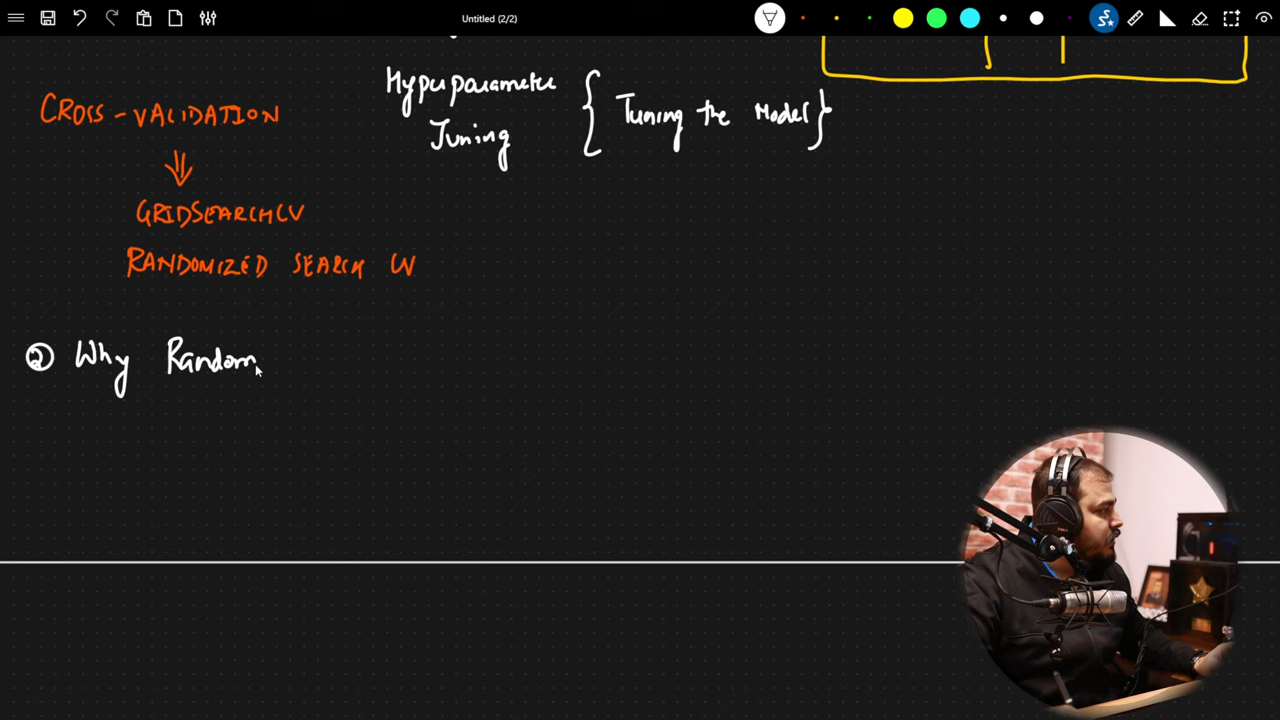 Untitled (2/2)
Hyperparameter
Tuning { Tuning the Model }
CROSS-VALIDATION
⇓
GRIDSEARCHCV
RANDOMIZED SEARCH CV
② Why Random